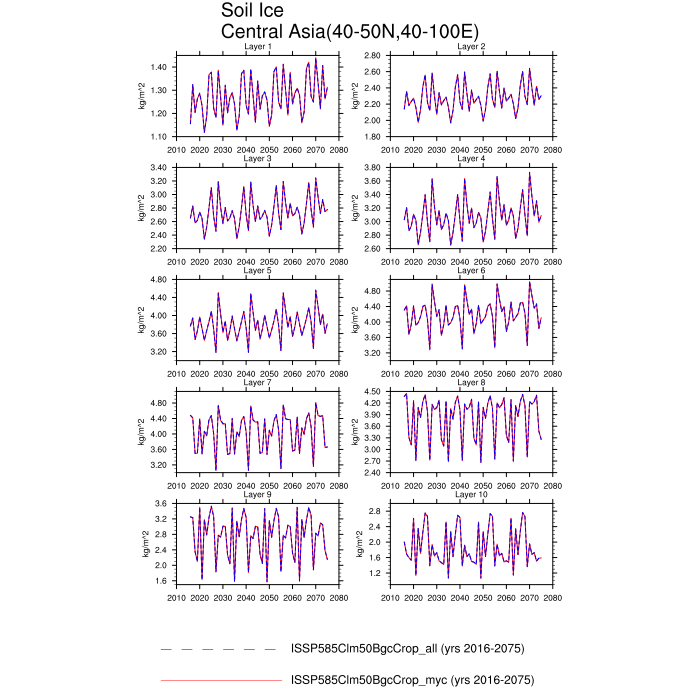 Soil Ice
Central Asia(40-50N,40-100E)
Layer 1
Layer 2
kg/m^2
1.40
1.30
1.20
1.10
2010 2020 2030 2040 2050 2060 2070 2080
kg/m^2
2.80
2.60
2.40
2.20
2.00
1.80
2010 2020 2030 2040 2050 2060 2070 2080
Layer 3
Layer 4
kg/m^2
3.40
3.20
3.00
2.80
2.60
2.40
2.20
2010 2020 2030 2040 2050 2060 2070 2080
kg/m^2
3.80
3.60
3.40
3.20
3.00
2.80
2.60
2010 2020 2030 2040 2050 2060 2070 2080
Layer 5
Layer 6
kg/m^2
4.80
4.40
4.00
3.60
3.20
2010 2020 2030 2040 2050 2060 2070 2080
kg/m^2
4.80
4.40
4.00
3.60
3.20
2010 2020 2030 2040 2050 2060 2070 2080
Layer 7
Layer 8
kg/m^2
4.80
4.40
4.00
3.60
3.20
2010 2020 2030 2040 2050 2060 2070 2080
kg/m^2
4.50
4.20
3.90
3.60
3.30
3.00
2.70
2.40
2010 2020 2030 2040 2050 2060 2070 2080
Layer 9
Layer 10
kg/m^2
3.6
3.2
2.8
2.4
2.0
1.6
2010 2020 2030 2040 2050 2060 2070 2080
kg/m^2
2.8
2.4
2.0
1.6
1.2
2010 2020 2030 2040 2050 2060 2070 2080
ISSP585Clm50BgcCrop_all (yrs 2016-2075)
ISSP585Clm50BgcCrop_myc (yrs 2016-2075)